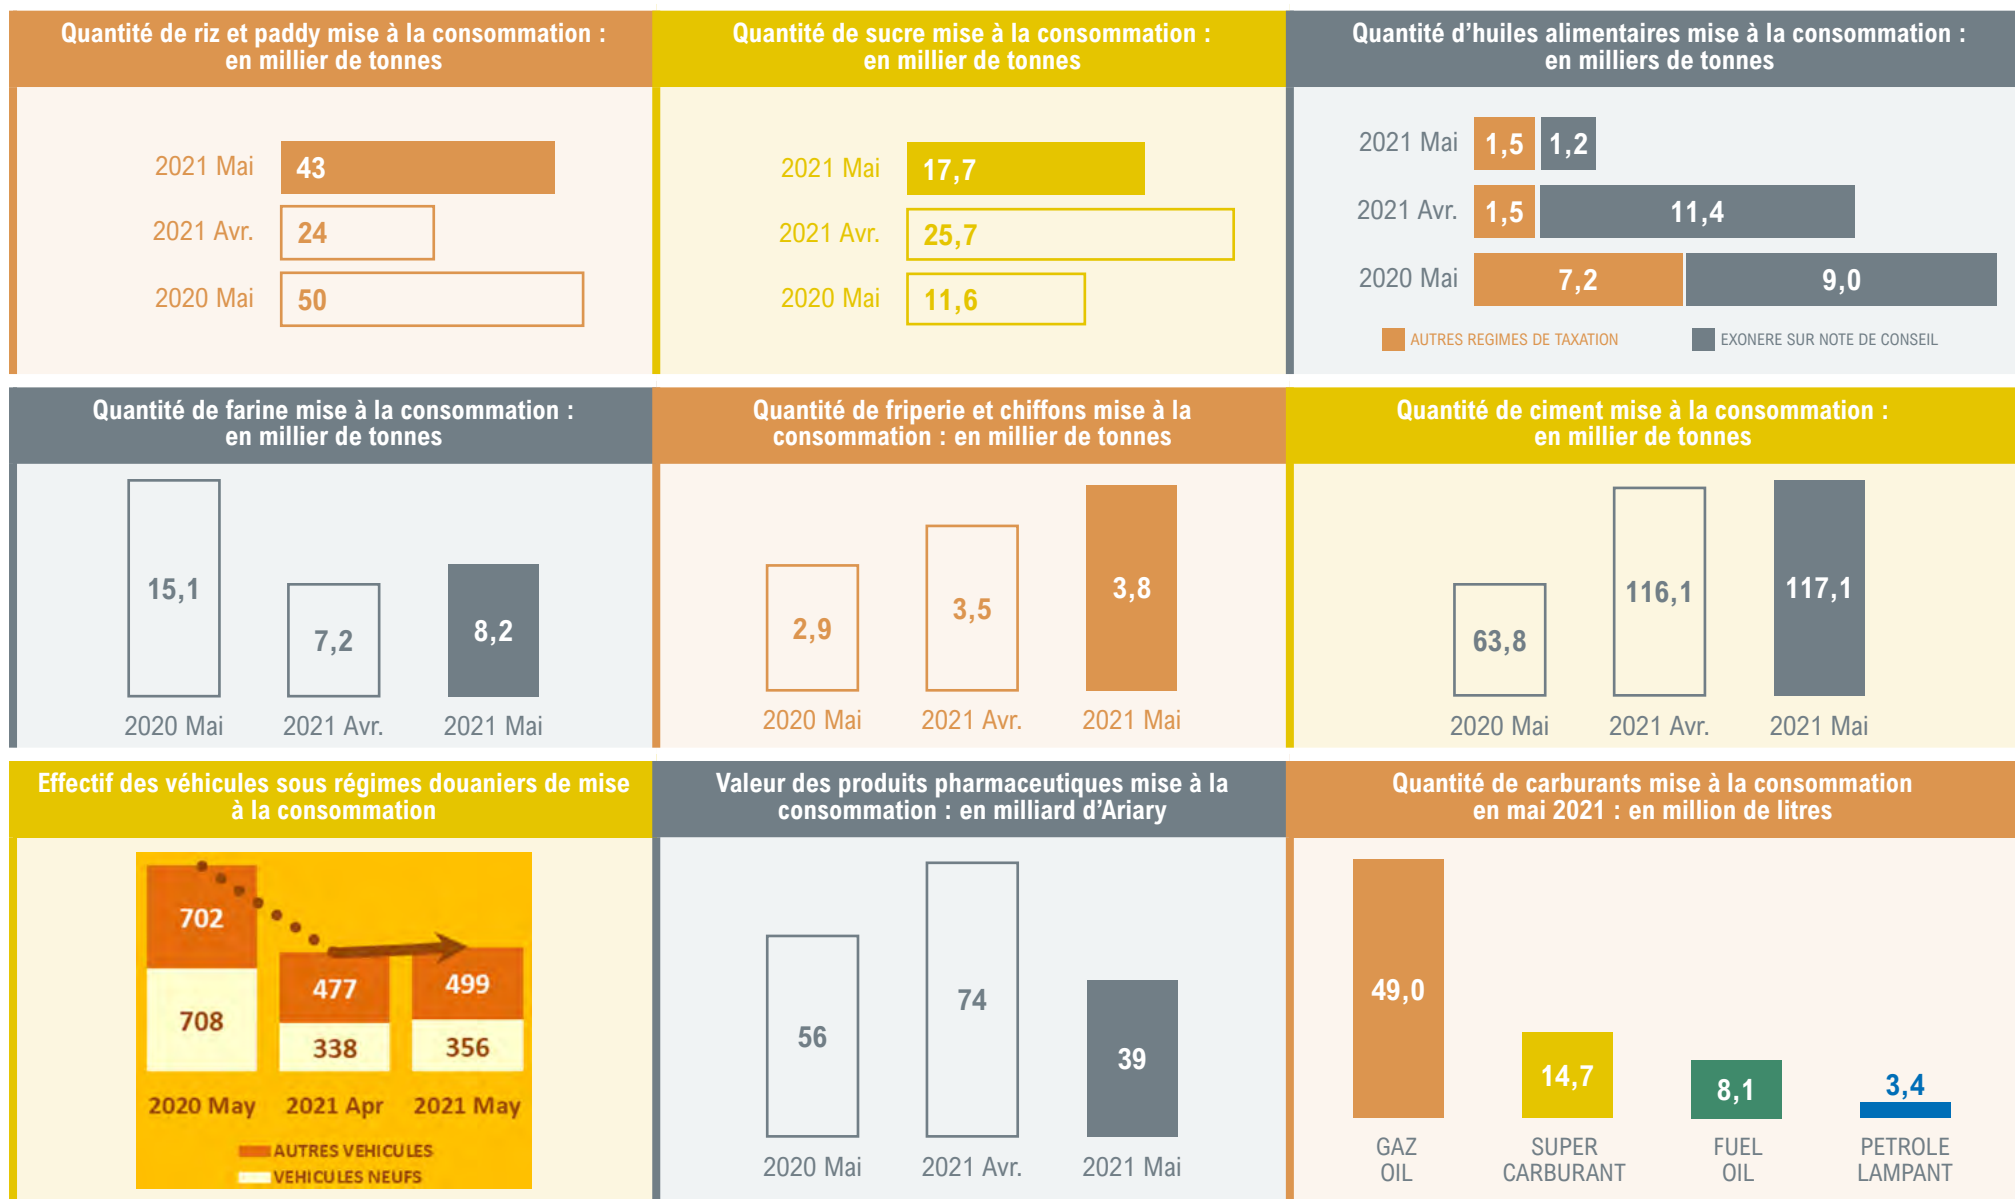 Quantité de riz et paddy mise à la consommation :
en millier de tonnes
2021 Mai
43
2021 Avr.
24
2020 Mai
50
Quantité de sucre mise à la consommation :
en millier de tonnes
2021 Mai
17,7
2021 Avr.
25,7
2020 Mai
11,6
Quantité d’huiles alimentaires mise à la consommation :
en milliers de tonnes
2021 Mai
1,5
1,2
2021 Avr.
1,5
11,4
2020 Mai
7,2
9,0
AUTRES REGIMES DE TAXATION
EXONERE SUR NOTE DE CONSEIL
Quantité de farine mise à la consommation :
en millier de tonnes
15,1
7,2
8,2
2020 Mai
2021 Avr.
2021 Mai
Quantité de friperie et chiffons mise à la
consommation : en millier de tonnes
2,9
3,5
3,8
2020 Mai
2021 Avr.
2021 Mai
Quantité de ciment mise à la consommation :
en millier de tonnes
63,8
116,1
117,1
2020 Mai
2021 Avr.
2021 Mai
Effectif des véhicules sous régimes douaniers de mise
à la consommation
702
477
499
708
338
356
2020 May
2021 Apr
2021 May
AUTRES VEHICULES
VEHICULES NEUFS
Valeur des produits pharmaceutiques mise à la
consommation : en milliard d’Ariary
56
74
39
2020 Mai
2021 Avr.
2021 Mai
Quantité de carburants mise à la consommation
en mai 2021 : en million de litres
49,0
14,7
8,1
3,4
GAZ
OIL
SUPER
CARBURANT
FUEL
OIL
PETROLE
LAMPANT